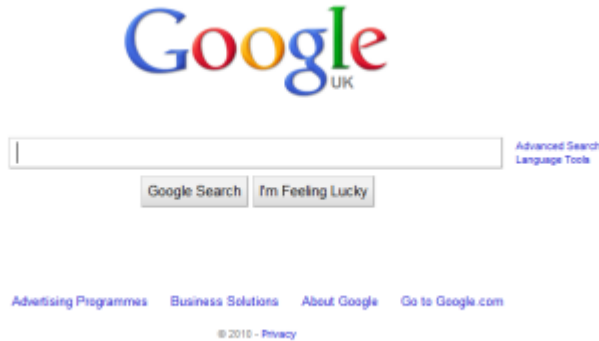 Google
UK
Advanced Search
Language Tools
Google Search I'm Feeling Lucky
Advertising Programmes Business Solutions About Google Go to Google.com
© 2010 - Privacy